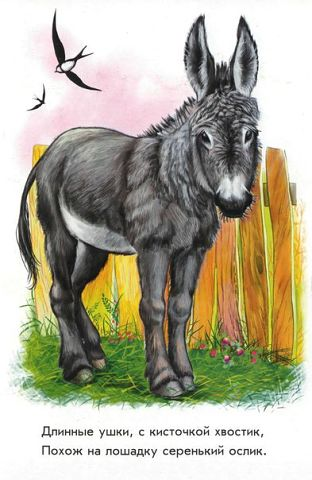 Длинные ушки, с кисточкой хвостик,
Похож на лошадку серенький ослик.